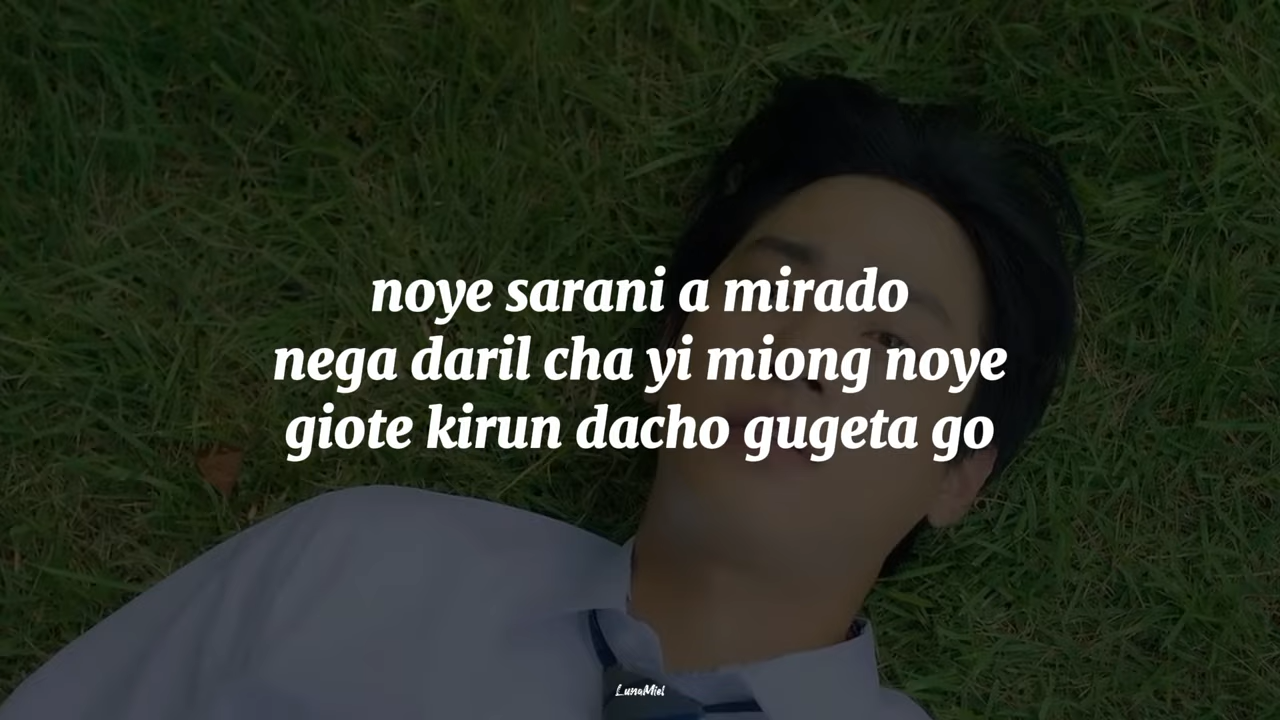 noye sarani a mirado
nega daril cha yi miong noye
giote kirun dacho gugeta go
LunaMiel